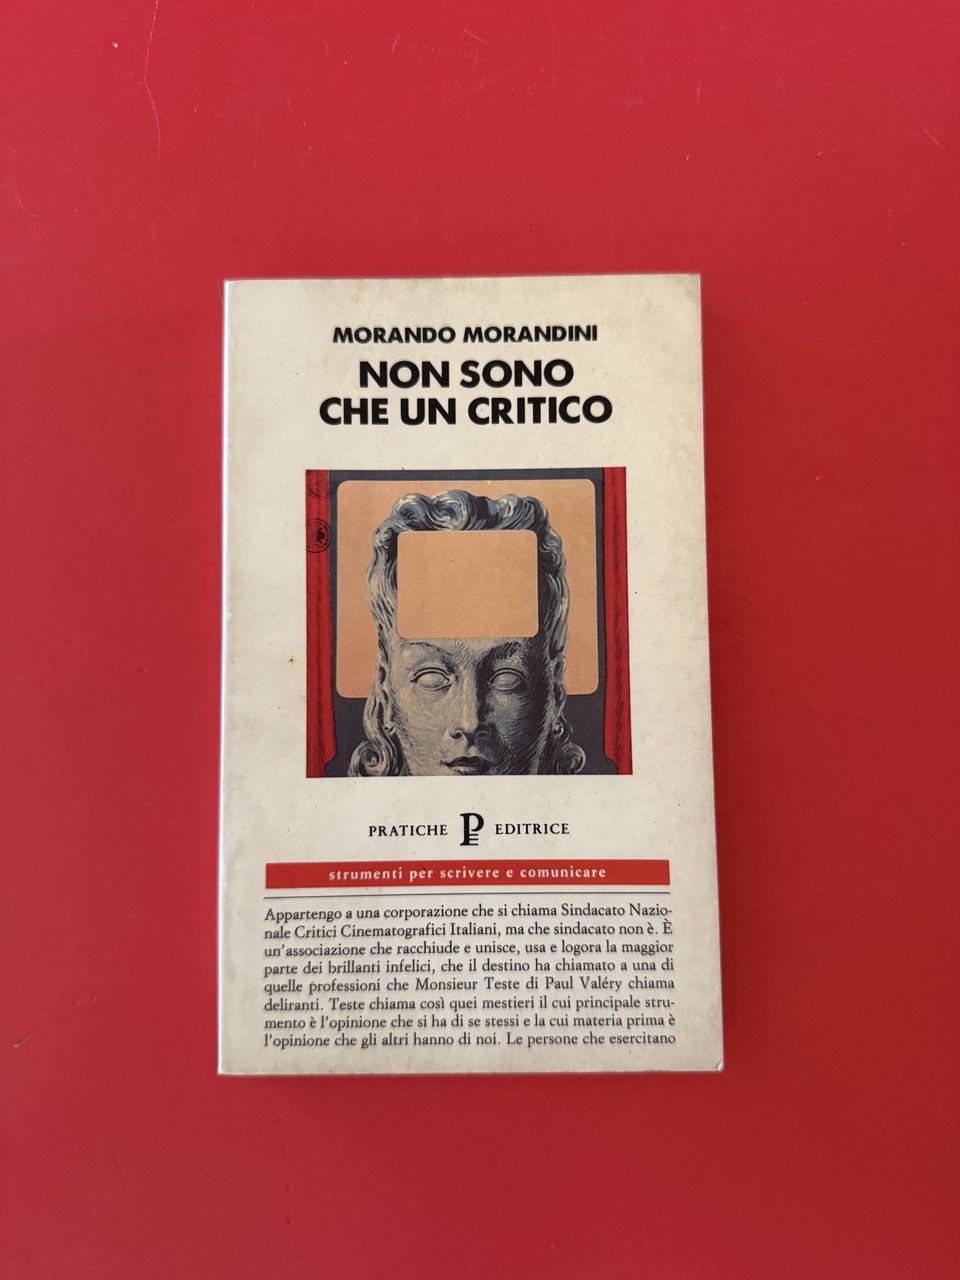 MORANDO MORANDINI
NON SONO
CHE UN CRITICO
PRATICHE PE EDITRICE
strumenti per scrivere e comunicare
Appartengo a una corporazione che si chiama Sindacato Nazio-
nale Critici Cinematografici Italiani, ma che sindacato non è. È
un'associazione che racchiude e unisce, usa e logora la maggior
parte dei brillanti infelici, che il destino ha chiamato a una di
quelle professioni che Monsieur Teste di Paul Valéry chiama
deliranti. Teste chiama così quei mestieri il cui principale stru-
mento è l'opinione che si ha di se stessi e la cui materia prima è
l'opinione che gli altri hanno di noi. Le persone che esercitano